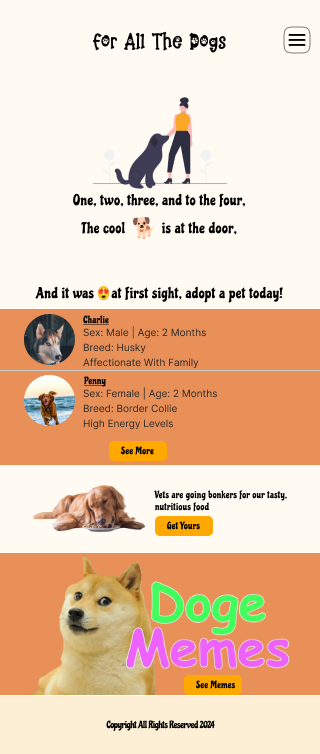 For All The Dogs
One, two, three, and to the four,
The cool 🐕 is at the door,
And it was 😍 at first sight, adopt a pet today!
Charlie
Sex: Male | Age: 2 Months
Breed: Husky
Affectionate With Family
Penny
Sex: Female | Age: 2 Months
Breed: Border Collie
High Energy Levels
See More
Vets are going bonkers for our tasty,
nutritious food
Get Yours
Doge
Memes
See Memes
Copyright All Rights Reserved 2024